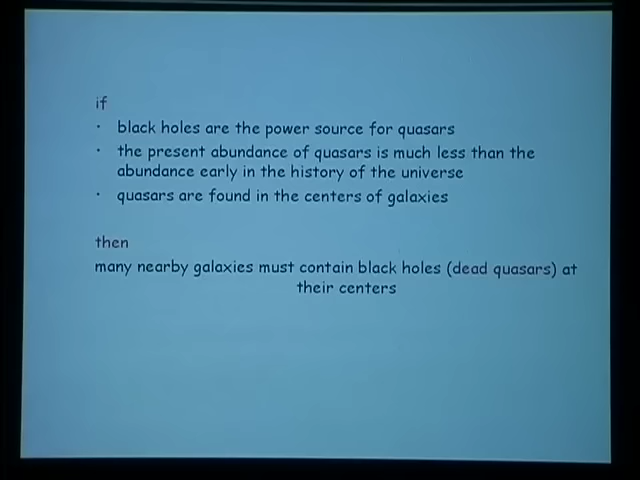 if
· black holes are the power source for quasars
· the present abundance of quasars is much less than the
abundance early in the history of the universe
· quasars are found in the centers of galaxies
then
many nearby galaxies must contain black holes (dead quasars) at
their centers